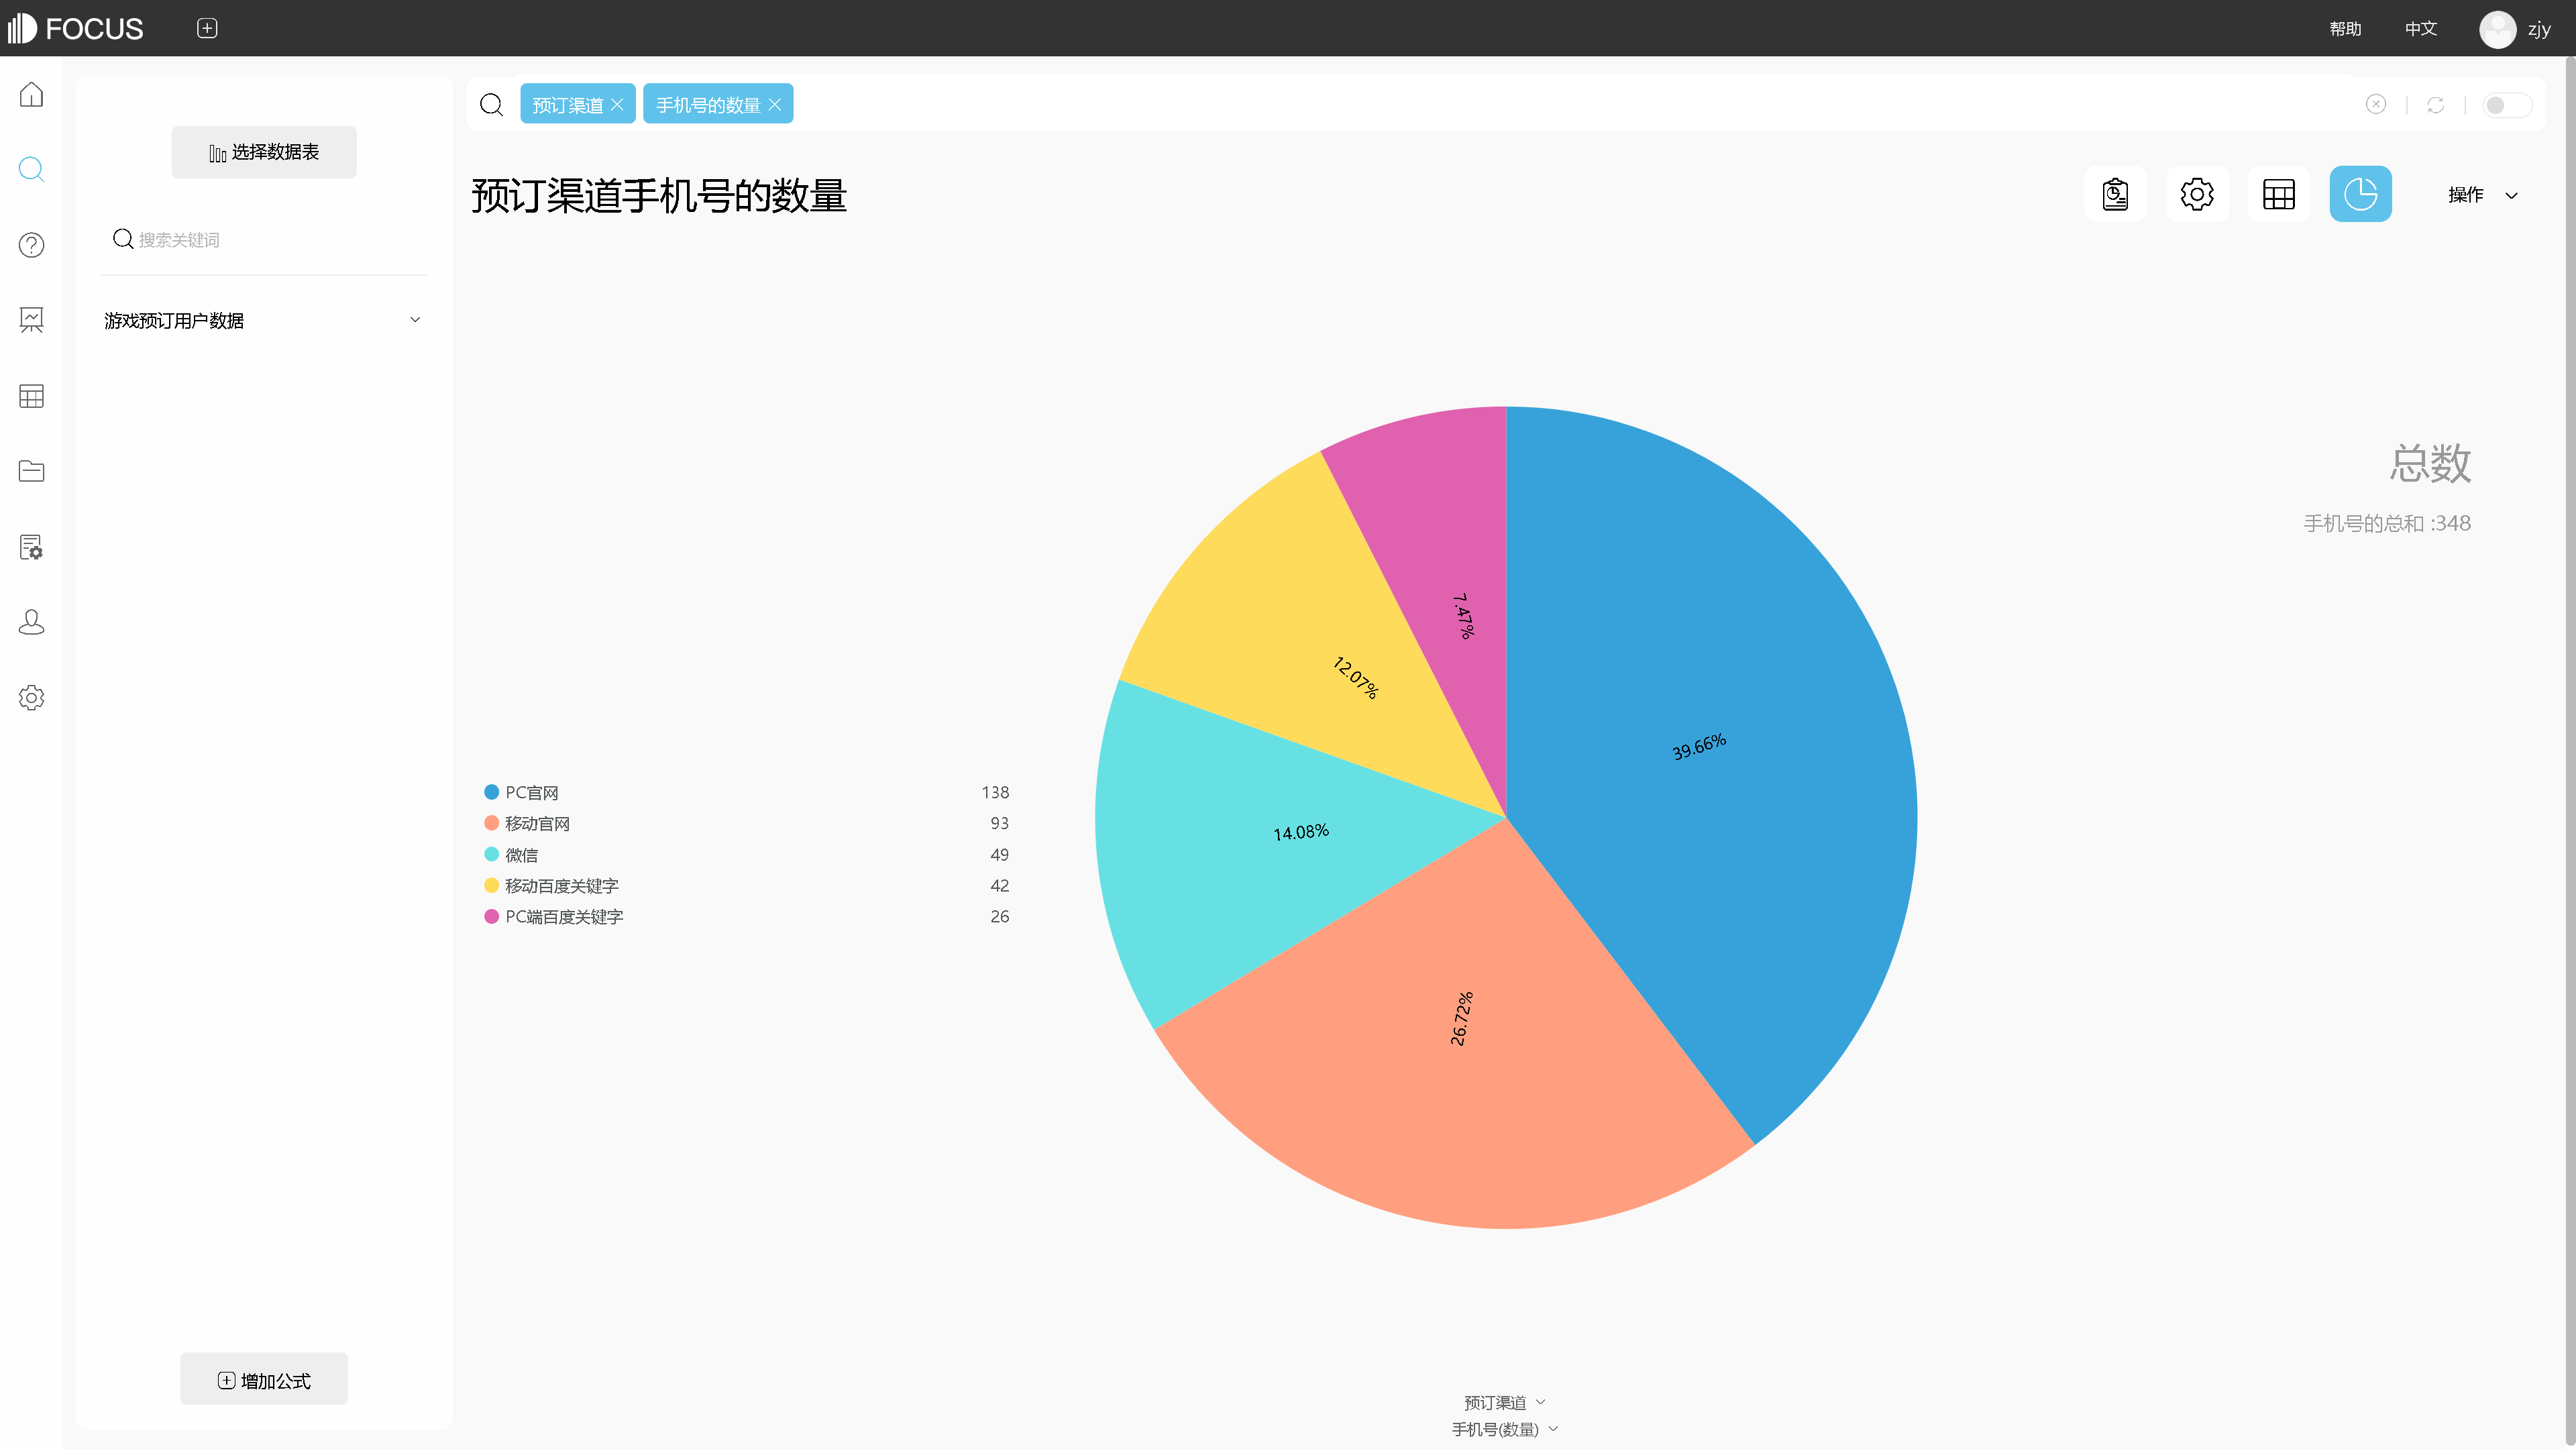 FOCUS
帮助
中文
zjy
选择数据表
搜索关键词
游戏预订用户数据
增加公式
预订渠道
手机号的数量
预订渠道手机号的数量
操作
总数
手机号的总和 :348
PC官网 138
移动官网 93
微信 49
移动百度关键字 42
PC端百度关键字 26
7.47%
12.07%
39.66%
14.08%
26.72%
预订渠道
手机号(数量)